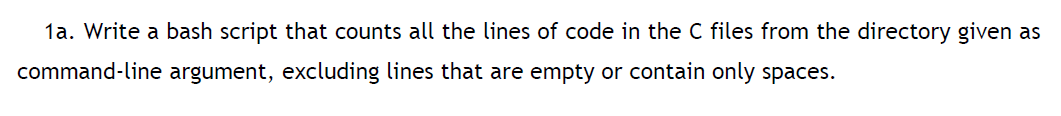 1a. Write a bash script that counts all the lines of code in the C files from the directory given as
command-line argument, excluding lines that are empty or contain only spaces.